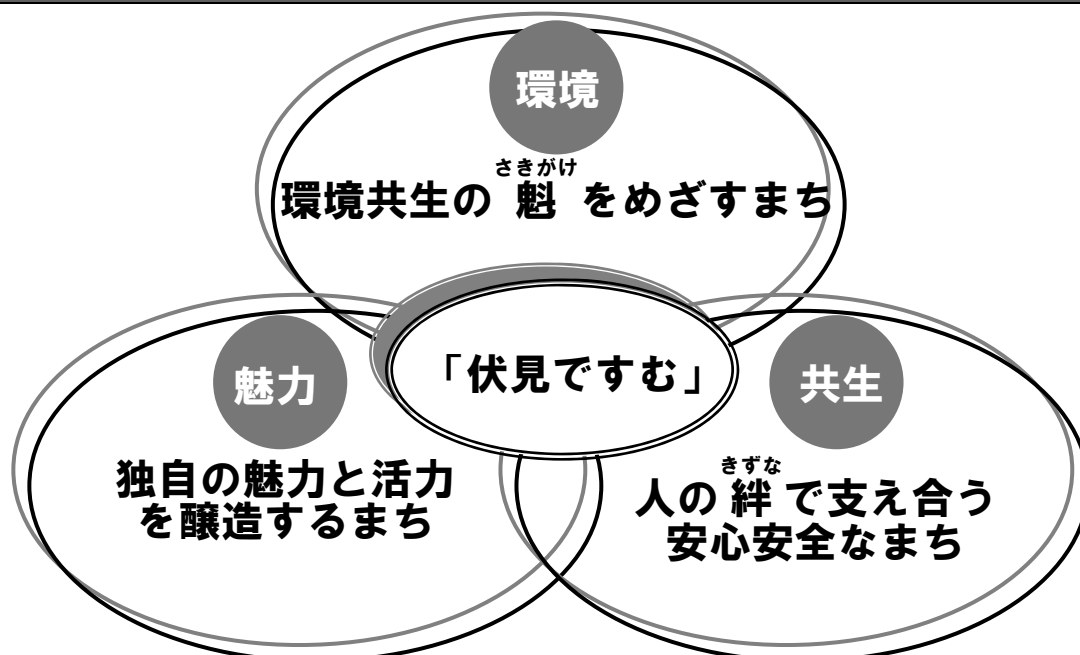 環境
さきがけ
環境共生の魁をめざすまち
「伏見ですむ」
魅力
独自の魅力と活力
を醸造するまち
共生
きずな
人の絆で支え合う
安心安全なまち